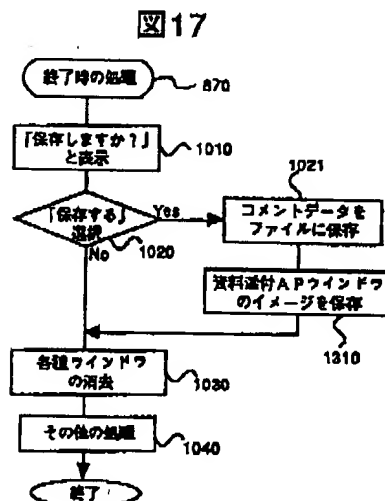 図17
終了時の処理
870
「保存しますか?」
と表示
1010
「保存する」
選択
Yes
1020
No
1021
コメントデータを
ファイルに保存
資料添付APウインドウ
のイメージを保存
1310
各種ウインドウ
の消去
1030
その他の処理
1040
終了